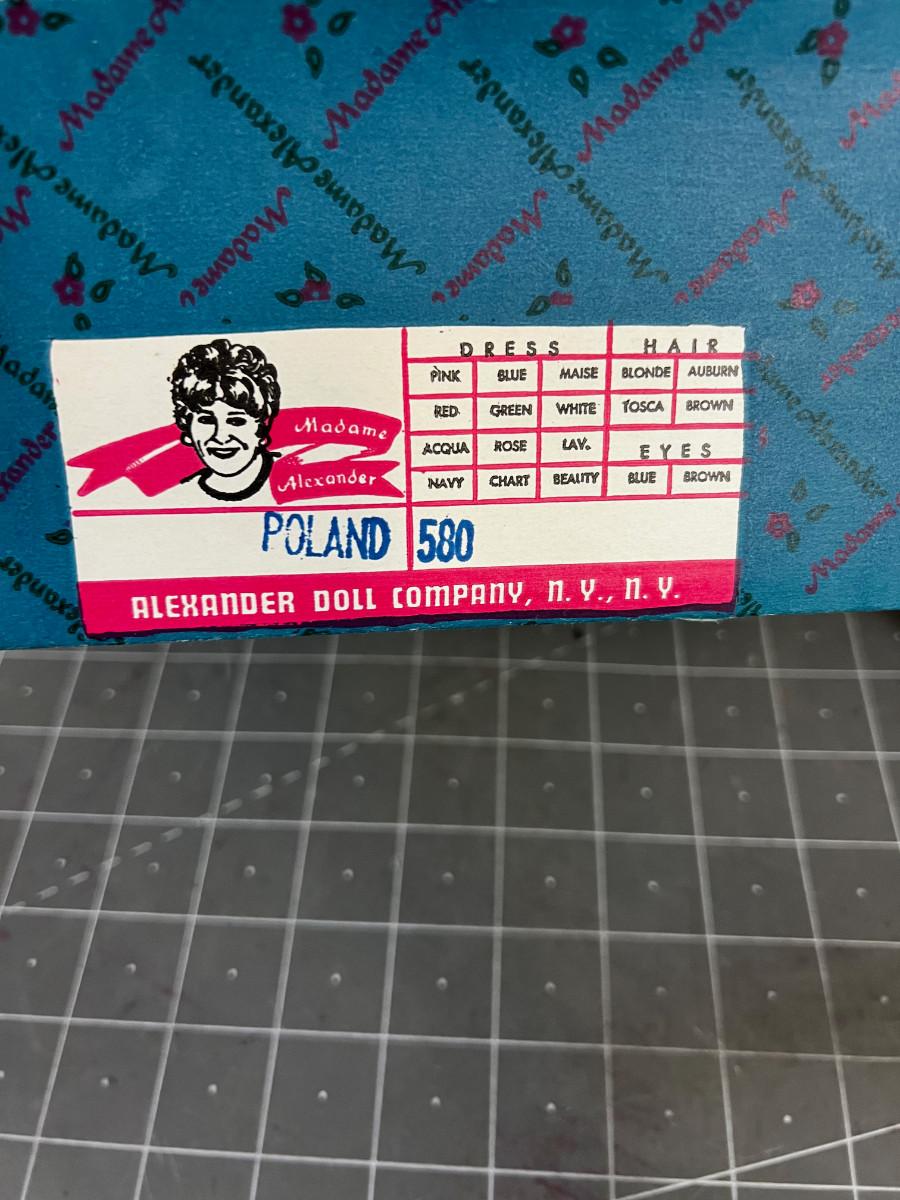 Madame Alexander
Madame Alexander
Madame Alexander
Madame Alexander
Madame
Alexander
DRESS
PINK BLUE MAISE
RED GREEN WHITE
ACQUA ROSE LAV.
NAVY CHART BEAUTY
HAIR
BLONDE AUBURN
TOSCA BROWN
EYES
BLUE BROWN
POLAND 580
ALEXANDER DOLL COMPANY, N.Y., N.Y.